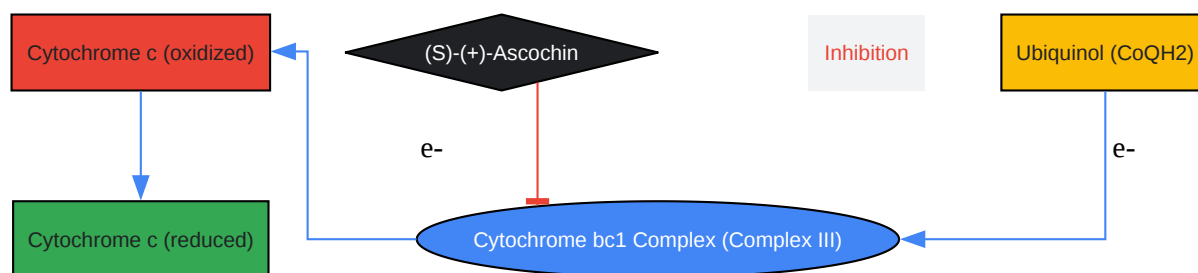 Cytochrome c (oxidized)
(S)-(+)-Ascochin
Inhibition
Ubiquinol (CoQH2)
e-
e-
Cytochrome c (reduced)
Cytochrome bc1 Complex (Complex III)